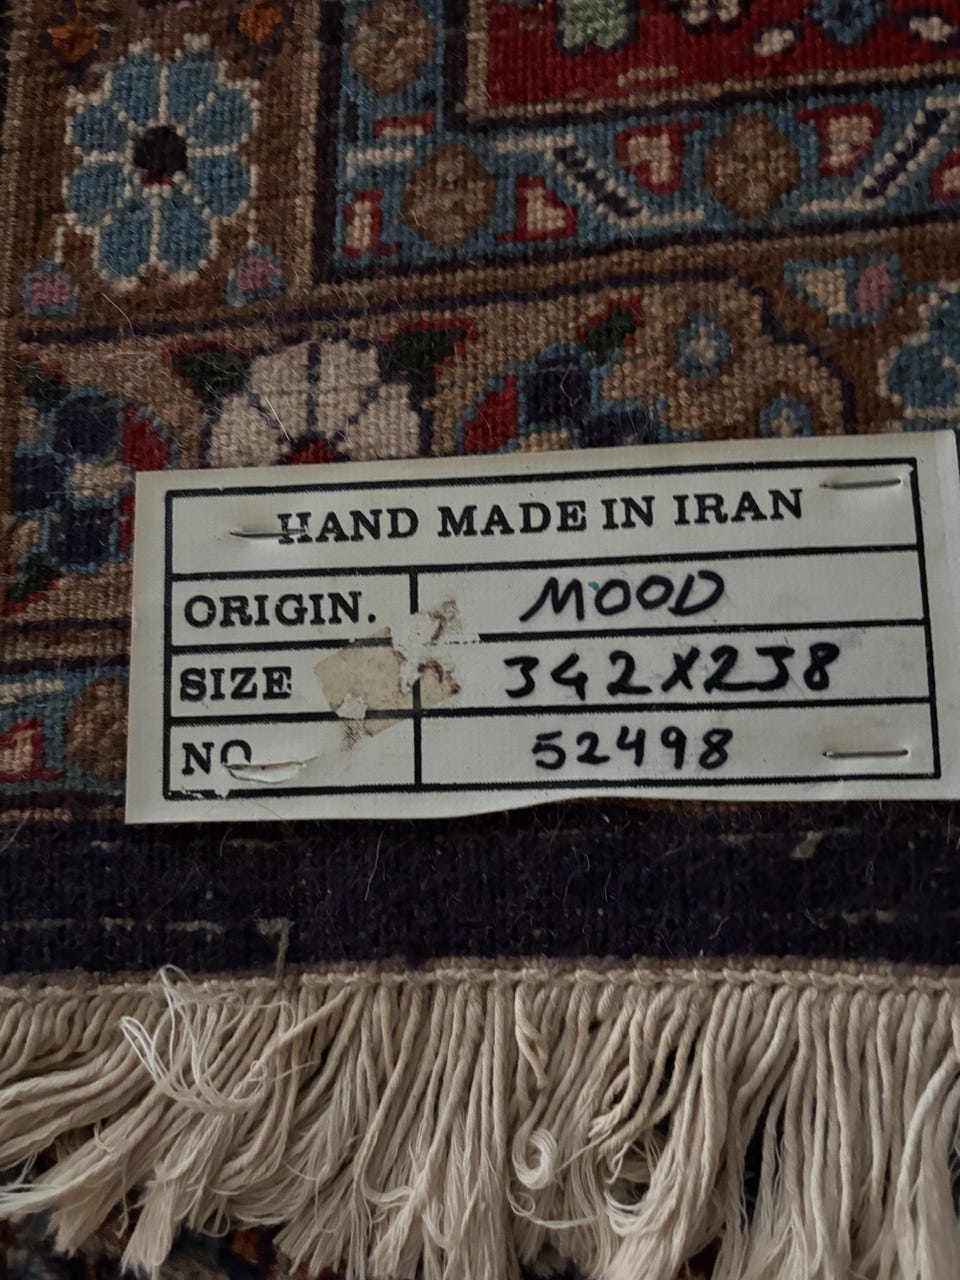 HAND MADE IN IRAN
ORIGIN. MOOD
SIZE 342X238
NO 52498